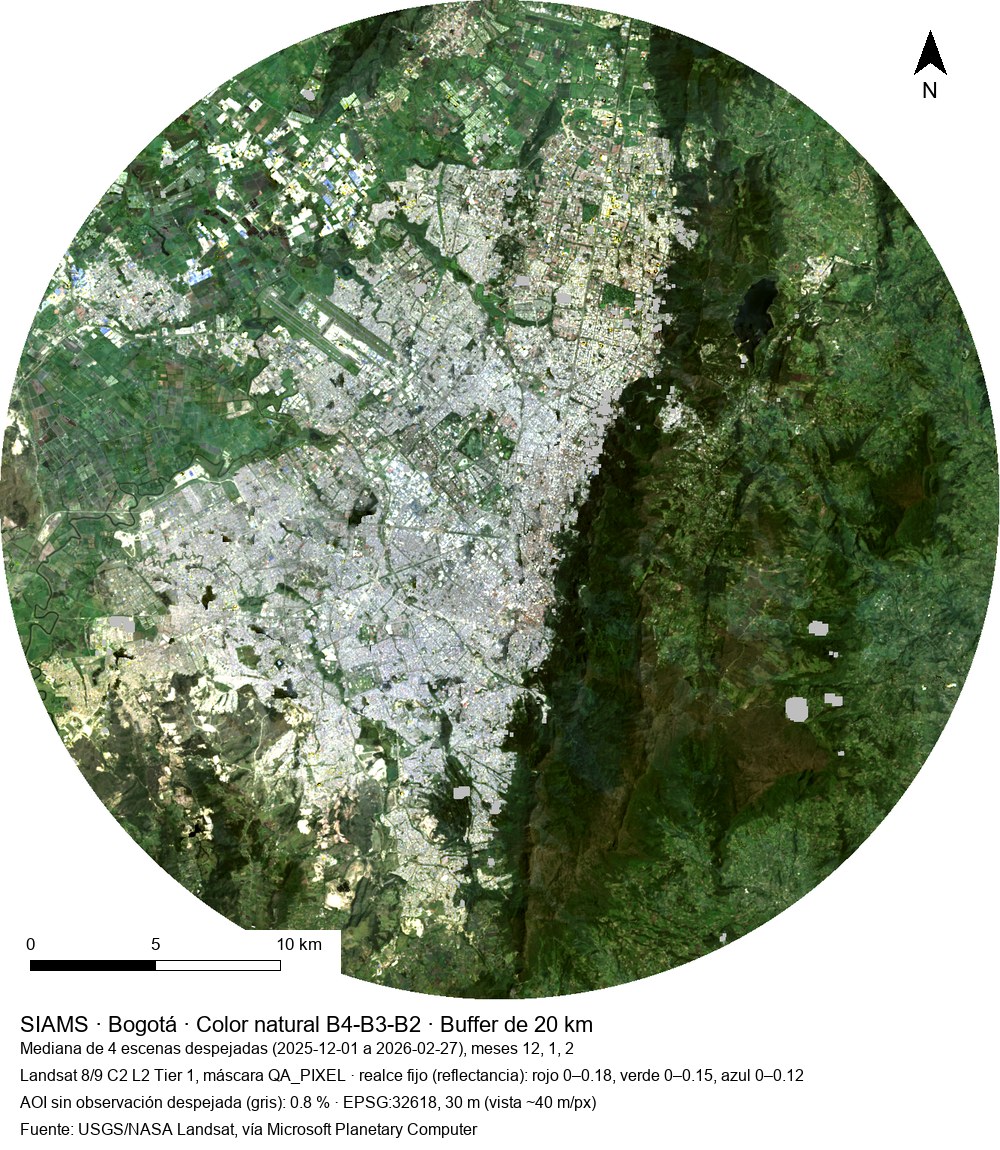 N
0 5 10 km
SIAMS · Bogotá · Color natural B4-B3-B2 · Buffer de 20 km
Mediana de 4 escenas despejadas (2025-12-01 a 2026-02-27), meses 12, 1, 2
Landsat 8/9 C2 L2 Tier 1, máscara QA_PIXEL · realce fijo (reflectancia): rojo 0–0.18, verde 0–0.15, azul 0–0.12
AOI sin observación despejada (gris): 0.8 % · EPSG:32618, 30 m (vista ~40 m/px)
Fuente: USGS/NASA Landsat, vía Microsoft Planetary Computer